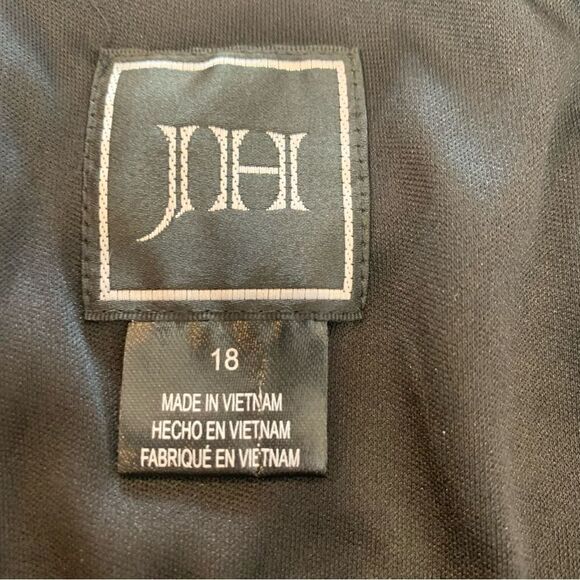 JH
18
MADE IN VIETNAM
HECHO EN VIETNAM
FABRIQUÉ EN VIETNAM